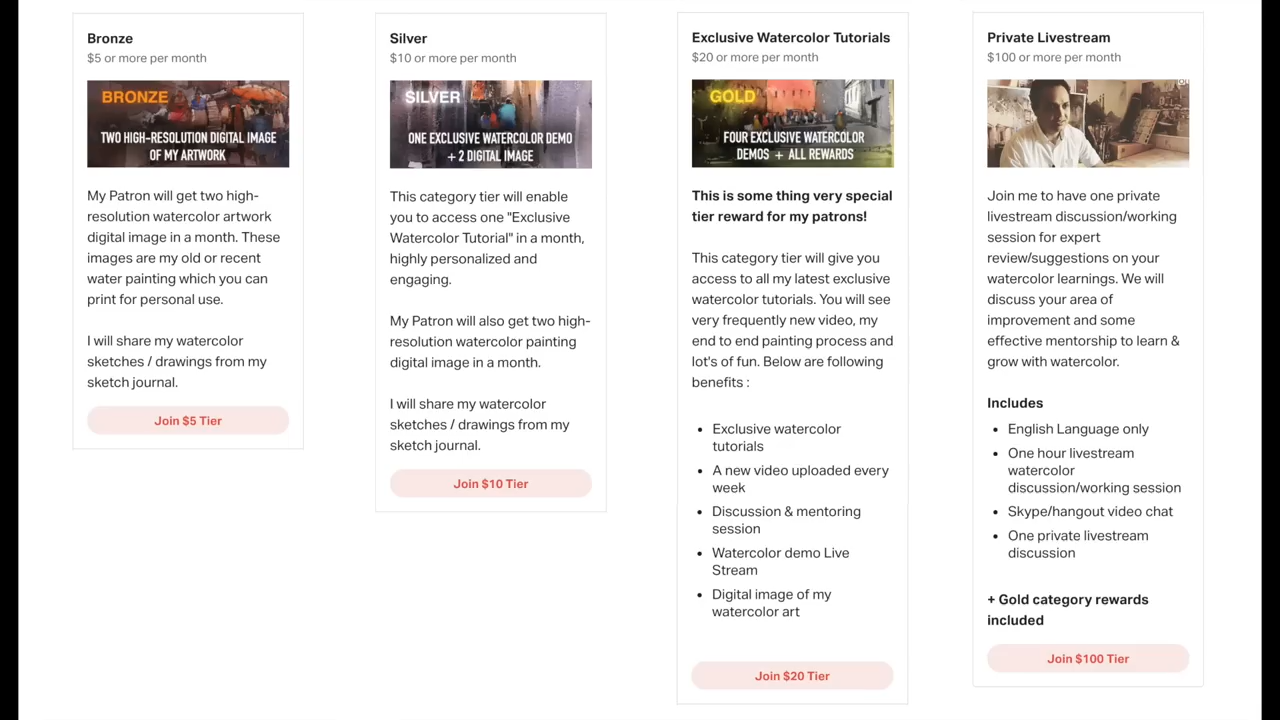 Bronze
$5 or more per month
BRONZE
TWO HIGH-RESOLUTION DIGITAL IMAGE
OF MY ARTWORK
My Patron will get two high-
resolution watercolor artwork
digital image in a month. These
images are my old or recent
water painting which you can
print for personal use.
I will share my watercolor
sketches / drawings from my
sketch journal.
Join $5 Tier
Silver
$10 or more per month
SILVER
ONE EXCLUSIVE WATERCOLOR DEMO
+ 2 DIGITAL IMAGE
This category tier will enable
you to access one "Exclusive
Watercolor Tutorial" in a month,
highly personalized and
engaging.
My Patron will also get two high-
resolution watercolor painting
digital image in a month.
I will share my watercolor
sketches / drawings from my
sketch journal.
Join $10 Tier
Exclusive Watercolor Tutorials
$20 or more per month
GOLD
FOUR EXCLUSIVE WATERCOLOR
DEMOS + ALL REWARDS
This is some thing very special
tier reward for my patrons!
This category tier will give you
access to all my latest exclusive
watercolor tutorials. You will see
very frequently new video, my
end to end painting process and
lot's of fun. Below are following
benefits :
• Exclusive watercolor
tutorials
• A new video uploaded every
week
• Discussion & mentoring
session
• Watercolor demo Live
Stream
• Digital image of my
watercolor art
Join $20 Tier
Private Livestream
$100 or more per month
Join me to have one private
livestream discussion/working
session for expert
review/suggestions on your
watercolor learnings. We will
discuss your area of
improvement and some
effective mentorship to learn &
grow with watercolor.
Includes
• English Language only
• One hour livestream
watercolor
discussion/working session
• Skype/hangout video chat
• One private livestream
discussion
+ Gold category rewards
included
Join $100 Tier